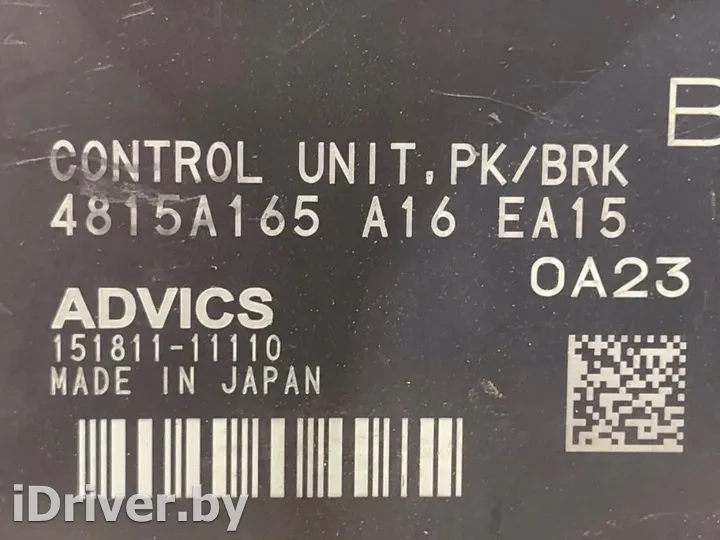 B
CONTROL UNIT, PK/BRK
4815A165 A16 EA15
0A23
ADVICS
151811-11110
MADE IN JAPAN
iDriver.by